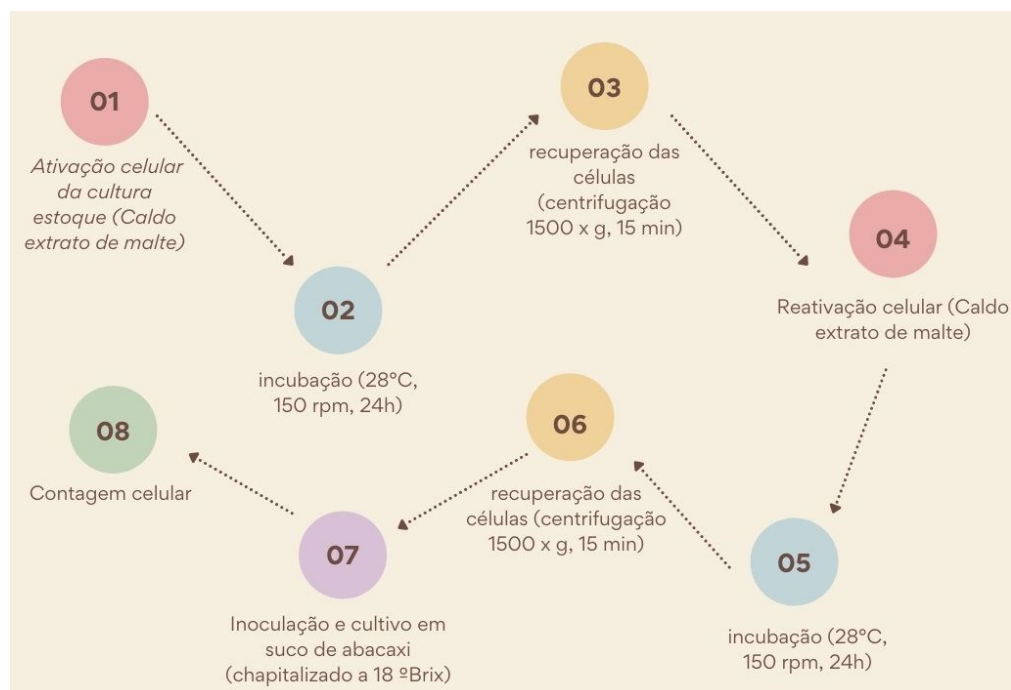 01
Ativação celular
da cultura
estoque (Caldo
extrato de malte)
02
incubação (28°C,
150 rpm, 24h)
03
recuperação das
células
(centrifugação
1500 x g, 15 min)
04
Reativação celular (Caldo
extrato de malte)
05
incubação (28°C,
150 rpm, 24h)
06
recuperação das
células (centrifugação
1500 x g, 15 min)
07
Inoculação e cultivo em
suco de abacaxi
(chapitalizado a 18 ºBrix)
08
Contagem celular